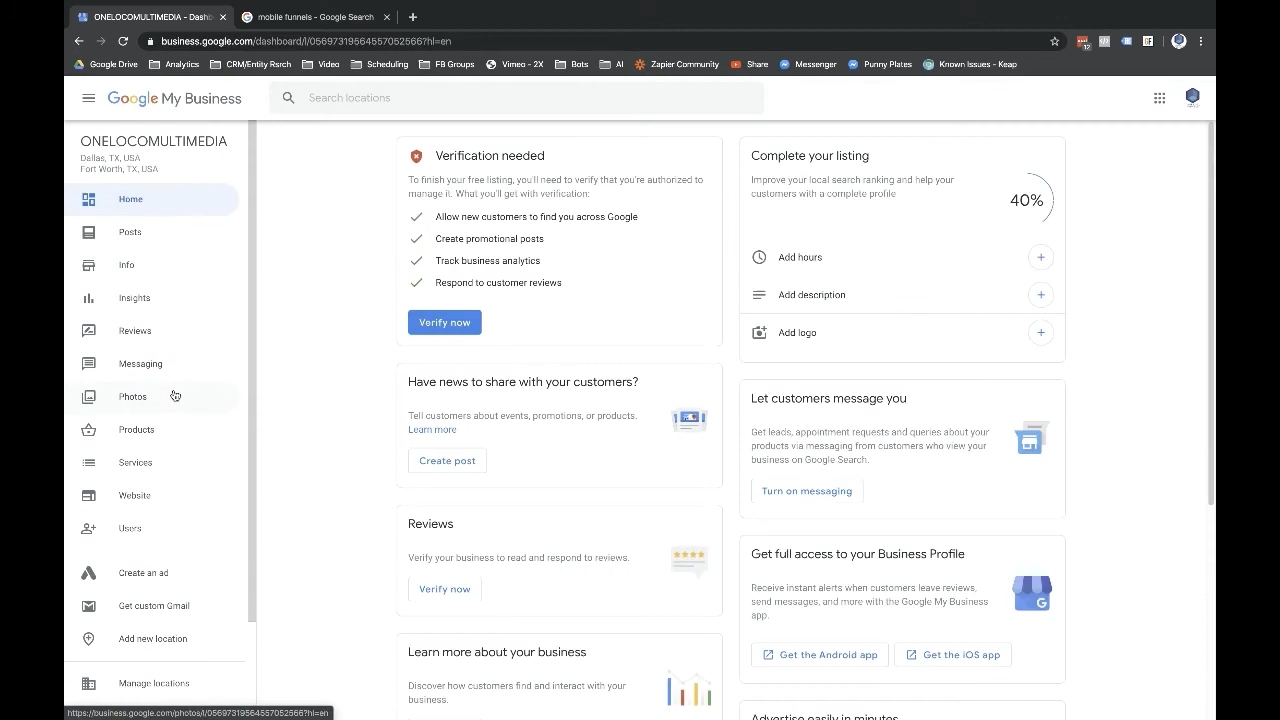 ONELOCOMULTIMEDIA - Dashb
mobile funnels - Google Search
business.google.com/dashboard/l/05697319564557052566?hl=en
12
Google Drive
Analytics
CRM/Entity Rsrch
Video
Scheduling
FB Groups
Vimeo - 2X
Bots
AI
Zapier Community
Share
Messenger
Punny Plates
Known Issues - Keap
Google My Business
Search locations
ONELOCOMULTIMEDIA
Dallas, TX, USA
Fort Worth, TX, USA
Home
Posts
Info
Insights
Reviews
Messaging
Photos
Products
Services
Website
Users
Create an ad
Get custom Gmail
Add new location
Manage locations
Verification needed
To finish your free listing, you'll need to verify that you're authorized to
manage it. What you'll get with verification:
Allow new customers to find you across Google
Create promotional posts
Track business analytics
Respond to customer reviews
Verify now
Have news to share with your customers?
Tell customers about events, promotions, or products.
Learn more
Create post
Reviews
Verify your business to read and respond to reviews.
Verify now
Learn more about your business
Discover how customers find and interact with your
business.
Complete your listing
Improve your local search ranking and help your
customers with a complete profile
40%
Add hours
Add description
Add logo
Let customers message you
Get leads, appointment requests and queries about your
products via messaging from customers who view your
business on Google Search.
Turn on messaging
Get full access to your Business Profile
Receive instant alerts when customers leave reviews,
send messages, and more with the Google My Business
app.
Get the Android app
Get the iOS app
Advertise easily in minutes
https://business.google.com/photos/l/05697319564557052566?hl=en